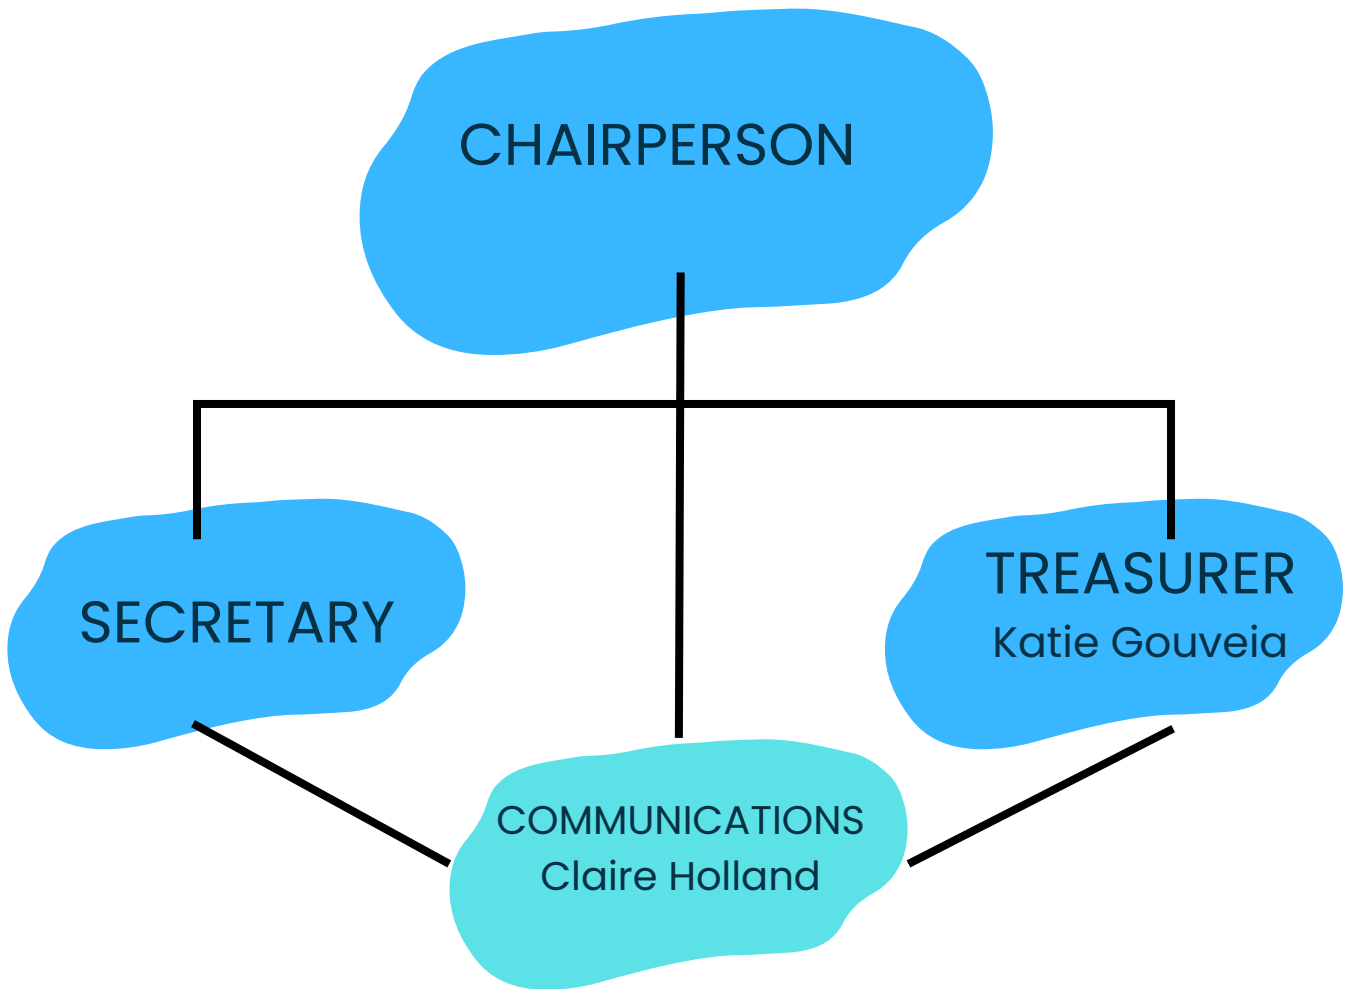 CHAIRPERSON
SECRETARY
TREASURER
Katie Gouveia
COMMUNICATIONS
Claire Holland